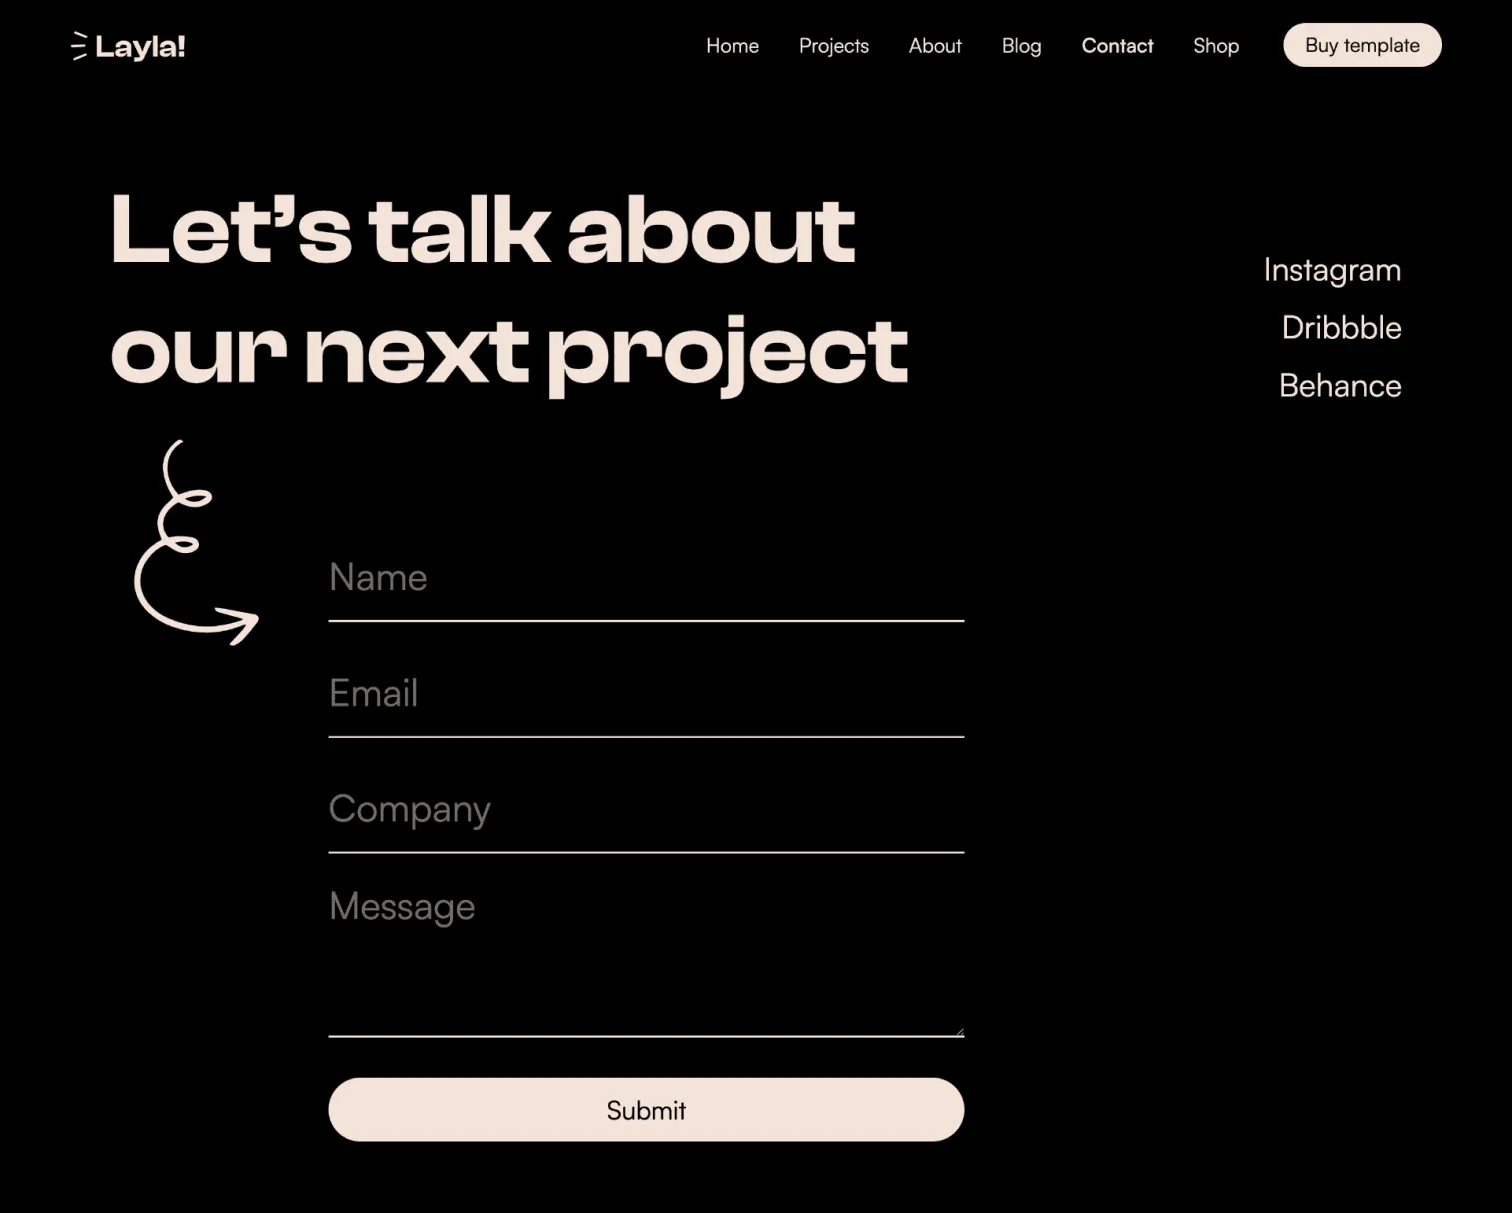 Layla!
Home Projects About Blog Contact Shop Buy template
Let’s talk about
our next project
Instagram
Dribbble
Behance
Name
Email
Company
Message
Submit